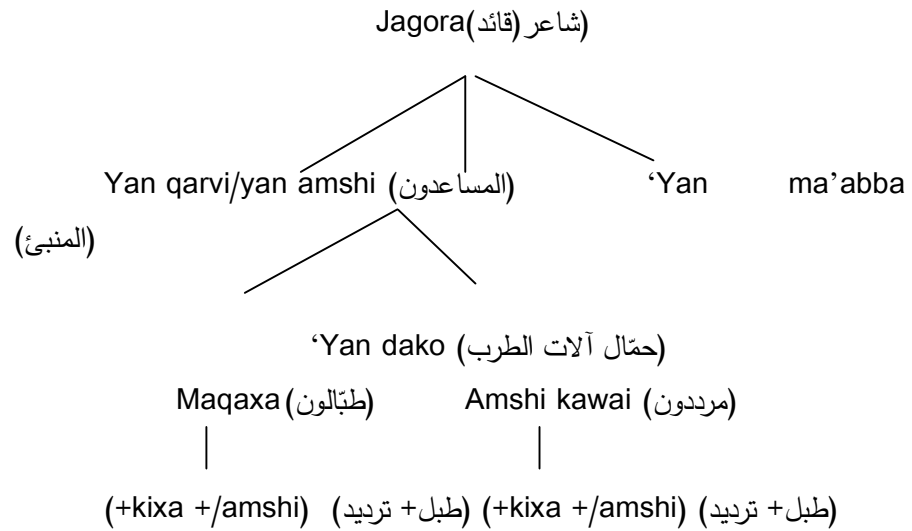 Jagora(قائد) شاعر)
Yan qarvi/yan amshi (المساعدون) ‘Yan ma’abba
(المنبئ)
‘Yan dako (حمّال آلات الطرب)
Maqaxa (طبّالون) Amshi kawai (مرددون)
(+kixa +/amshi) (طبل+ ترديد) (+kixa +/amshi) (طبل+ ترديد)